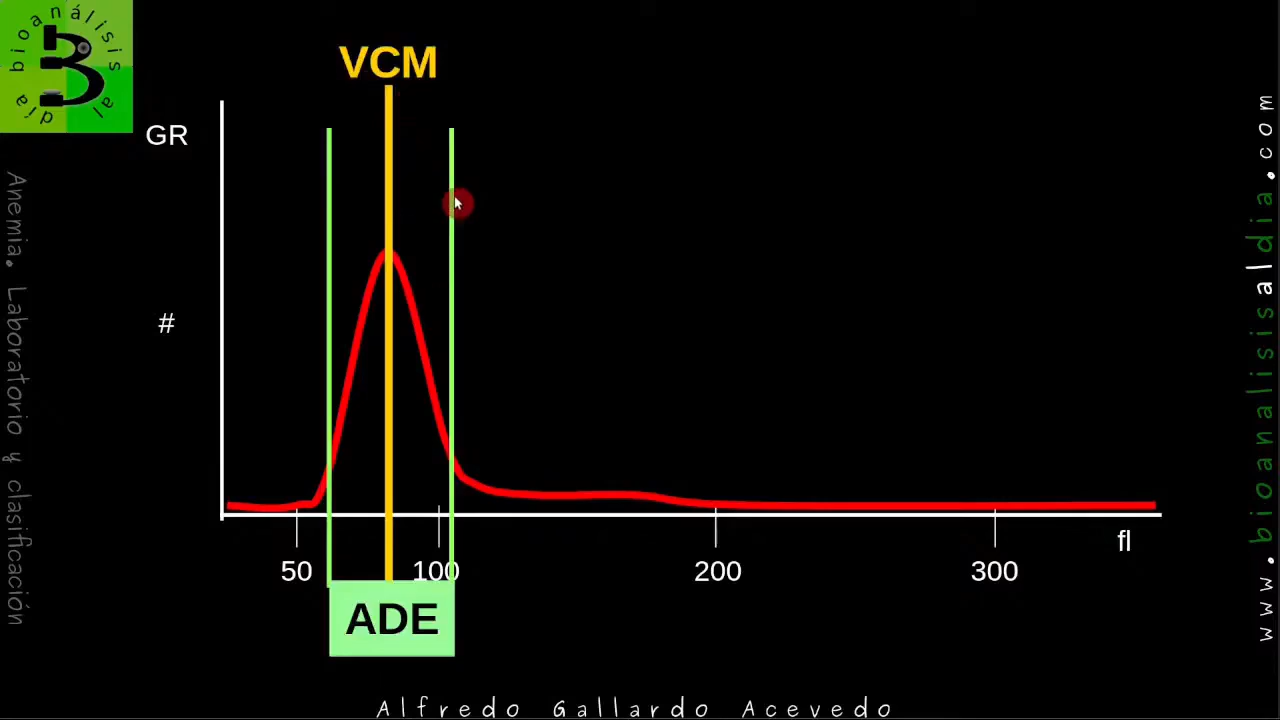 bioanálisis al día
VCM
GR
#
fl
50 100 200 300
ADE
Anemia. Laboratorio y clasificación
www.bioanalisisaldia.com
Alfredo Gallardo Acevedo